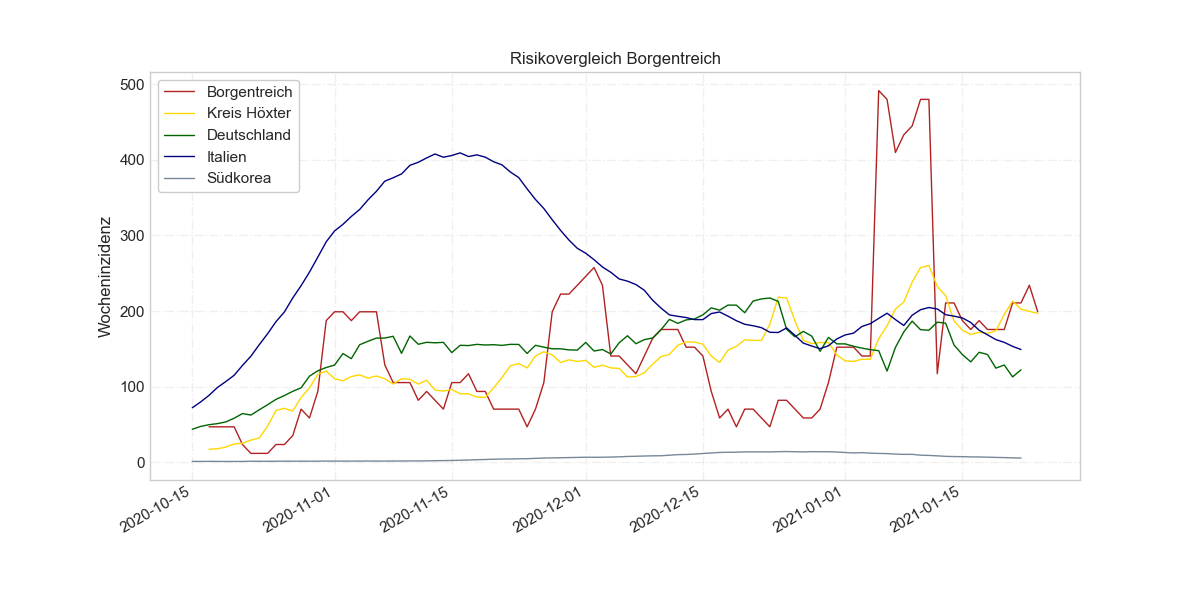 Risikovergleich Borgentreich
Wocheninzidenz
500
400
300
200
100
0
Borgentreich
Kreis Höxter
Deutschland
Italien
Südkorea
2020-10-15
2020-11-01
2020-11-15
2020-12-01
2020-12-15
2021-01-01
2021-01-15